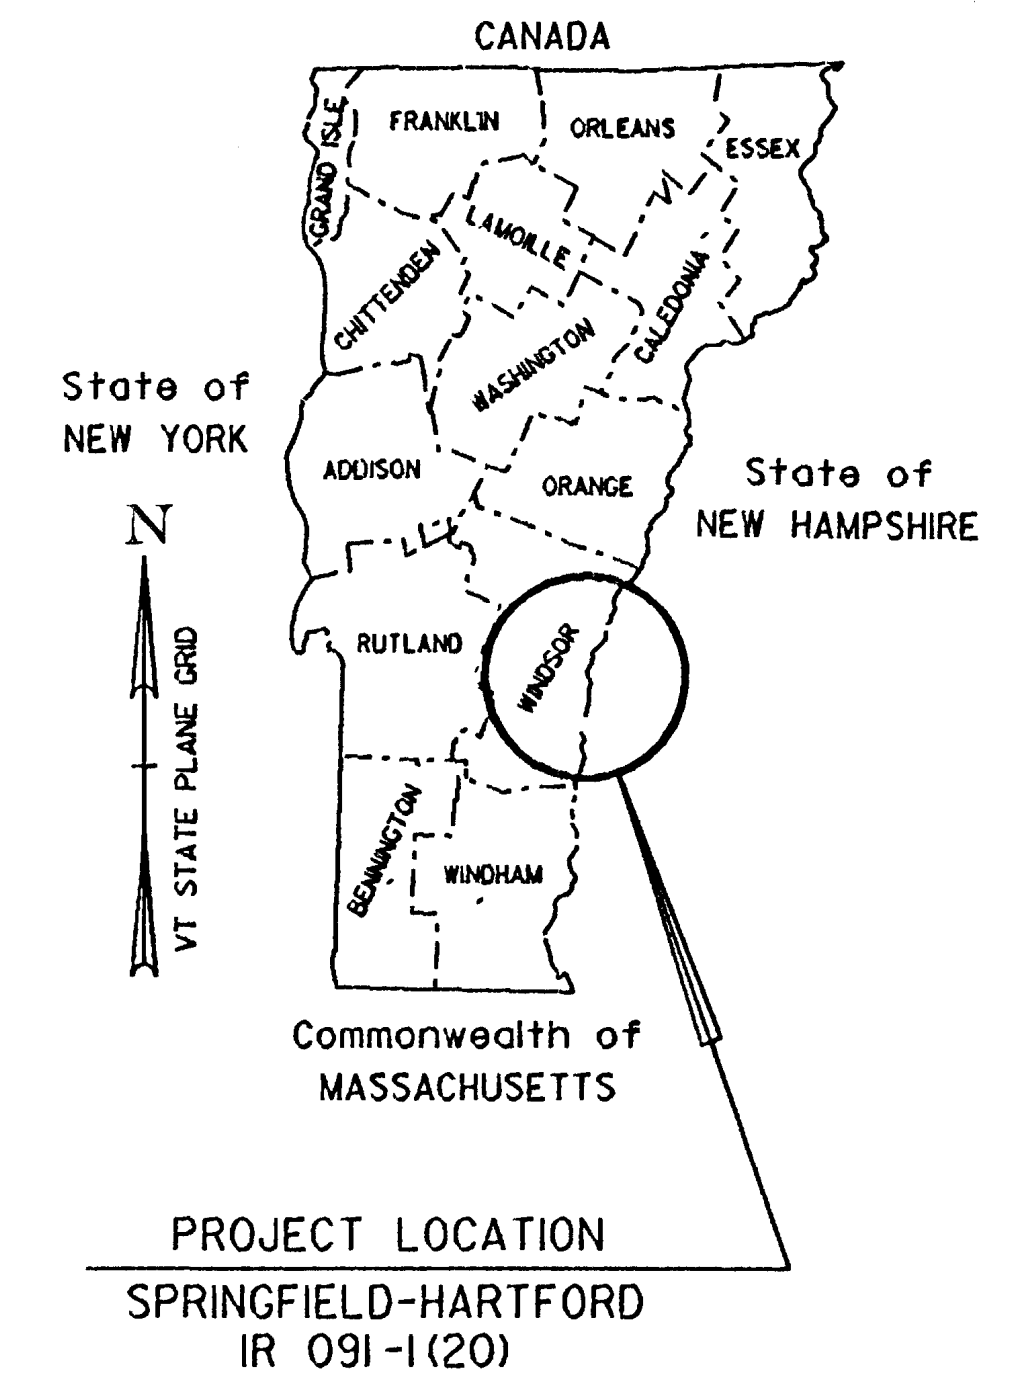 CANADA
GRAND ISLE
FRANKLIN
ORLEANS
ESSEX
LAMOILLE
CHITTENDEN
CALEDONIA
WASHINGTON
State of
NEW YORK
ADDISON
ORANGE
State of
NEW HAMPSHIRE
N
VT STATE PLANE GRID
RUTLAND
WINDSOR
BENNINGTON
WINDHAM
Commonwealth of
MASSACHUSETTS
PROJECT LOCATION
SPRINGFIELD-HARTFORD
IR 091-1(20)